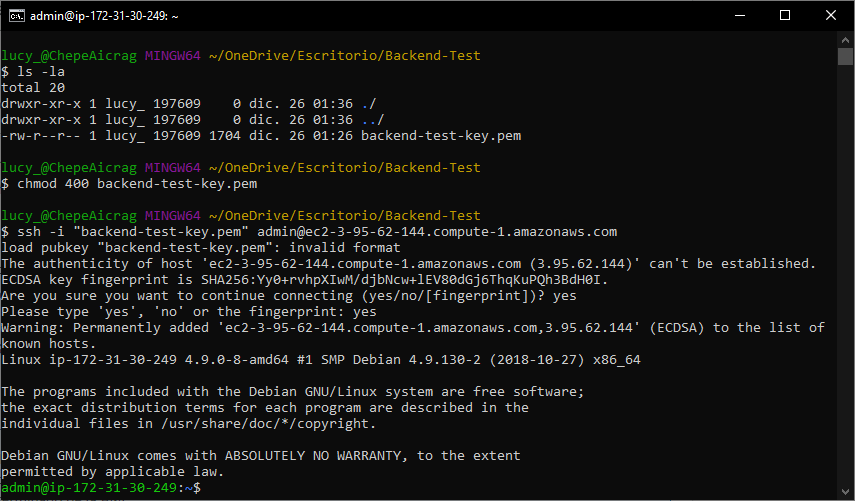 admin@ip-172-31-30-249: ~
lucy_@ChepeAicrag MINGW64 ~/OneDrive/Escritorio/Backend-Test
$ ls -la
total 20
drwxr-xr-x 1 lucy_ 197609    0 dic. 26 01:36 ./
drwxr-xr-x 1 lucy_ 197609    0 dic. 26 01:36 ../
-rw-r--r-- 1 lucy_ 197609 1704 dic. 26 01:26 backend-test-key.pem
lucy_@ChepeAicrag MINGW64 ~/OneDrive/Escritorio/Backend-Test
$ chmod 400 backend-test-key.pem
lucy_@ChepeAicrag MINGW64 ~/OneDrive/Escritorio/Backend-Test
$ ssh -i "backend-test-key.pem" admin@ec2-3-95-62-144.compute-1.amazonaws.com
load pubkey "backend-test-key.pem": invalid format
The authenticity of host 'ec2-3-95-62-144.compute-1.amazonaws.com (3.95.62.144)' can't be established.
ECDSA key fingerprint is SHA256:Yy0+rvhpXIwM/djbNcw+lEV80dGj6ThqKuPQh3BdH0I.
Are you sure you want to continue connecting (yes/no/[fingerprint])? yes
Please type 'yes', 'no' or the fingerprint: yes
Warning: Permanently added 'ec2-3-95-62-144.compute-1.amazonaws.com,3.95.62.144' (ECDSA) to the list of
known hosts.
Linux ip-172-31-30-249 4.9.0-8-amd64 #1 SMP Debian 4.9.130-2 (2018-10-27) x86_64
The programs included with the Debian GNU/Linux system are free software;
the exact distribution terms for each program are described in the
individual files in /usr/share/doc/*/copyright.
Debian GNU/Linux comes with ABSOLUTELY NO WARRANTY, to the extent
permitted by applicable law.
admin@ip-172-31-30-249:~$